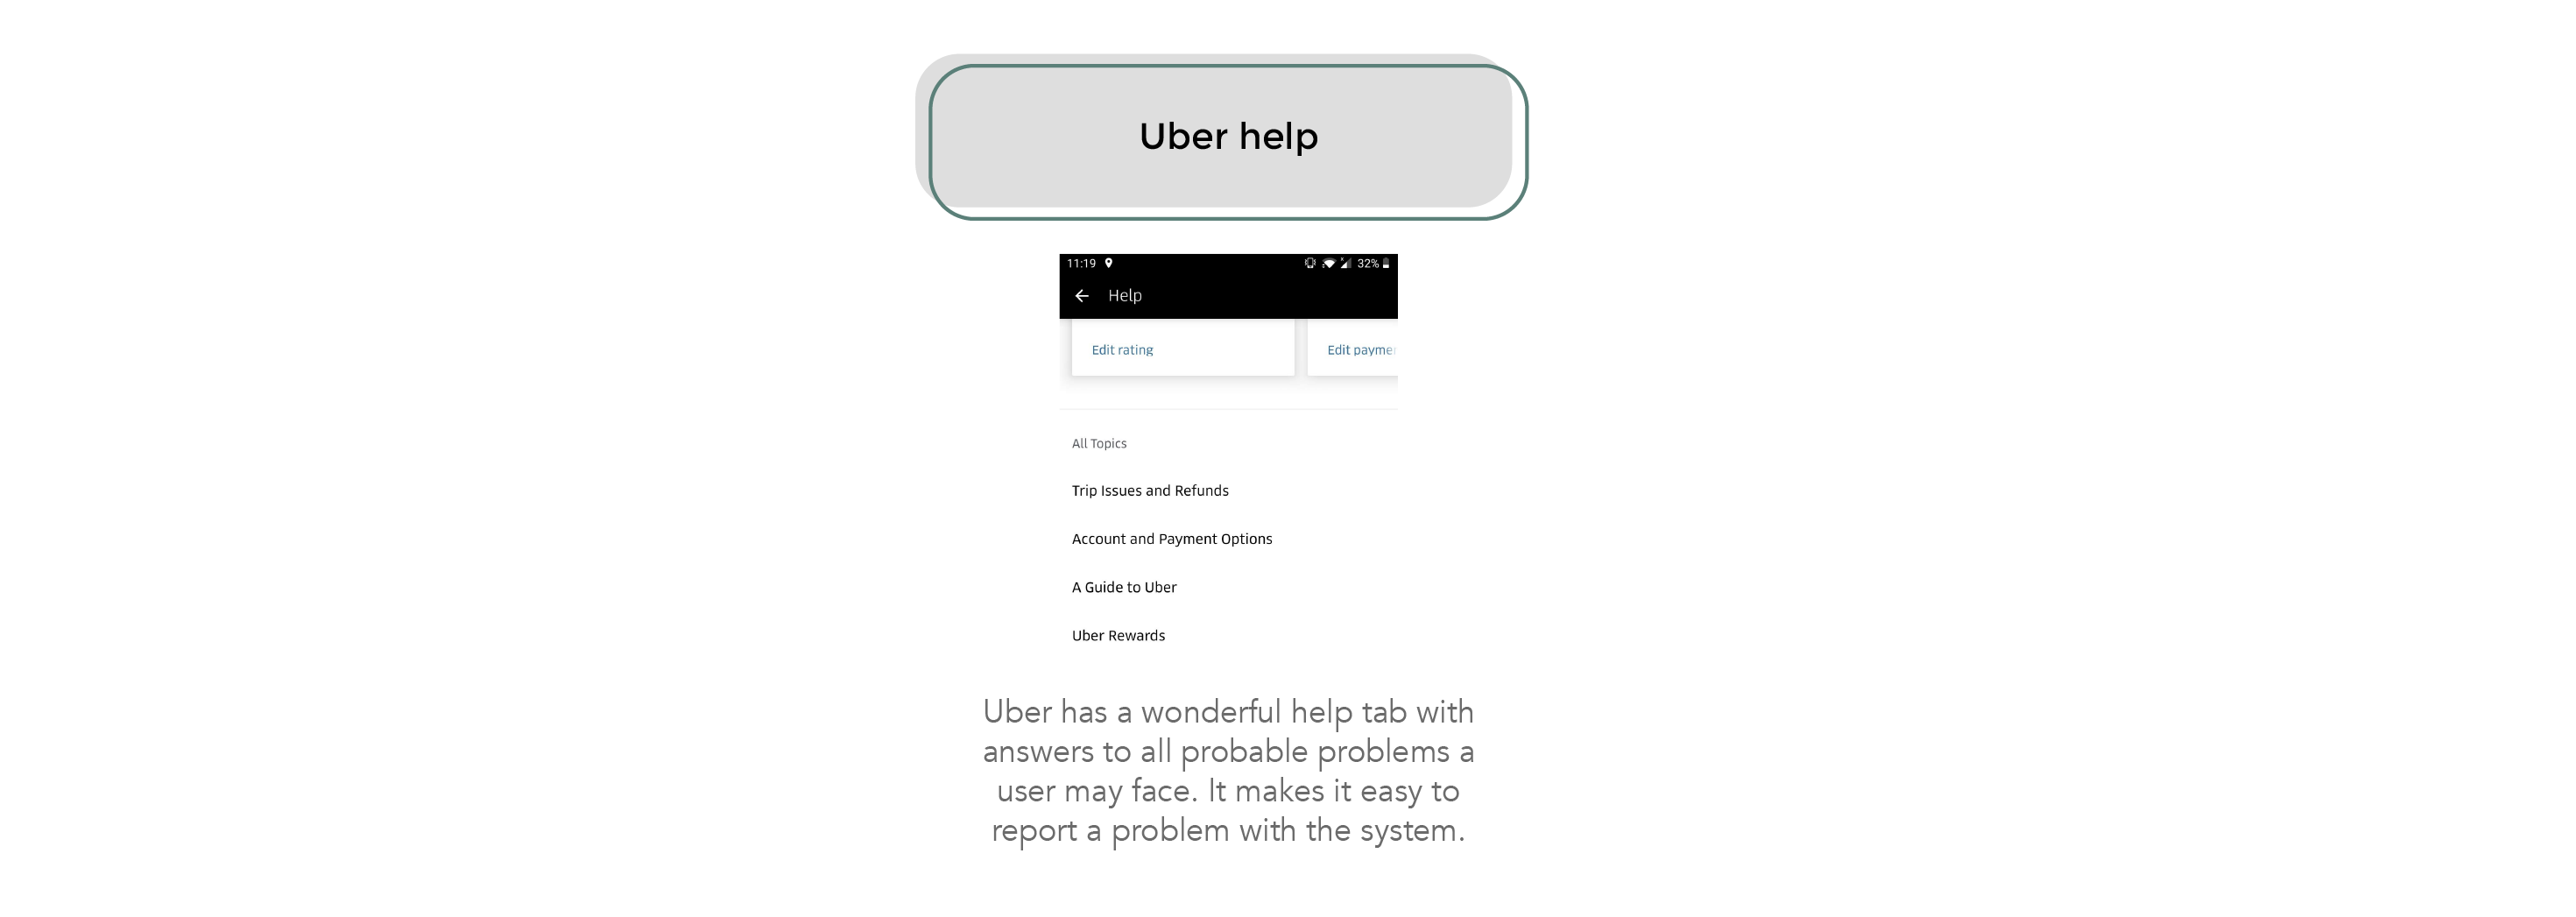 Uber help
11:19
32%
Help
Edit rating
Edit paymen
All Topics
Trip Issues and Refunds
Account and Payment Options
A Guide to Uber
Uber Rewards
Uber has a wonderful help tab with
answers to all probable problems a
user may face. It makes it easy to
report a problem with the system.